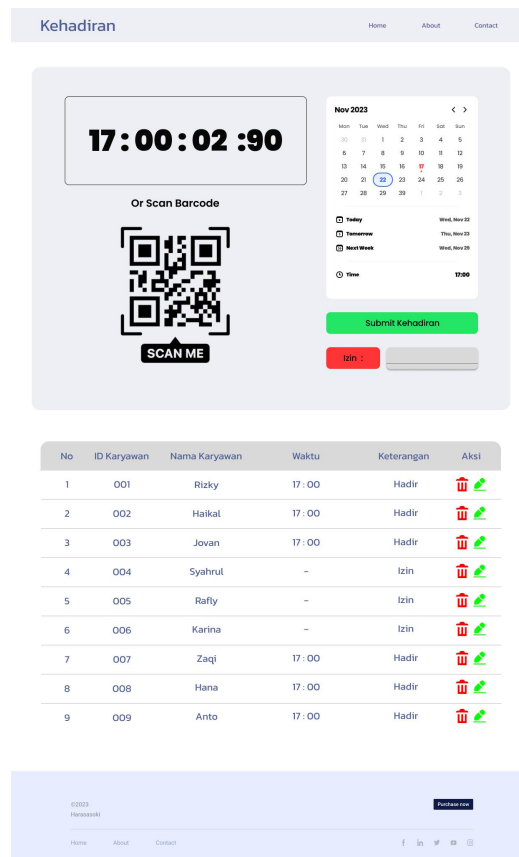 Kehadiran Home About Contact
17 : 00 : 02 :90
Or Scan Barcode
SCAN ME
Nov 2023 < >
Mon Tue Wed Thu Fri Sat Sun
30 31 1 2 3 4 5
6 7 8 9 10 11 12
13 14 15 16 17 18 19
20 21 22 23 24 25 26
27 28 29 39 1 2 3
Today Wed, Nov 22
Tomorrow Thu, Nov 23
Next Week Wed, Nov 29
Time 17:00
Submit Kehadiran
Izin :
No ID Karyawan Nama Karyawan Waktu Keterangan Aksi
1 001 Rizky 17 : 00 Hadir
2 002 Haikal 17 : 00 Hadir
3 003 Jovan 17 : 00 Hadir
4 004 Syahrul - Izin
5 005 Rafly - Izin
6 006 Karina - Izin
7 007 Zaqi 17 : 00 Hadir
8 008 Hana 17 : 00 Hadir
9 009 Anto 17 : 00 Hadir
©2023
Purchase now
Home About Contact